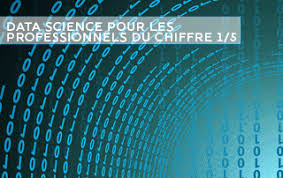 DATA SCIENCE POUR LES
PROFESSIONNELS DU CHIFFRE 1/5